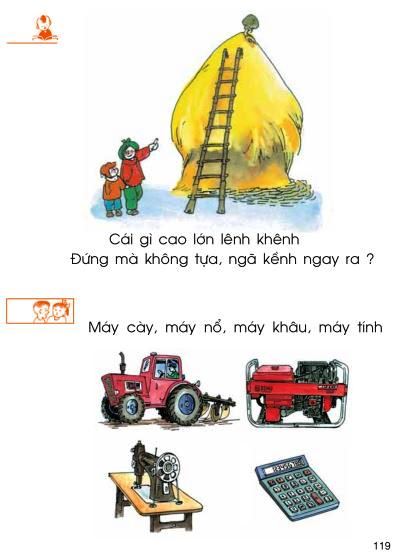 Cái gì cao lớn lênh khênh
Đứng mà không tựa, ngã kềnh ngay ra ?
Máy cày, máy nổ, máy khâu, máy tính
119